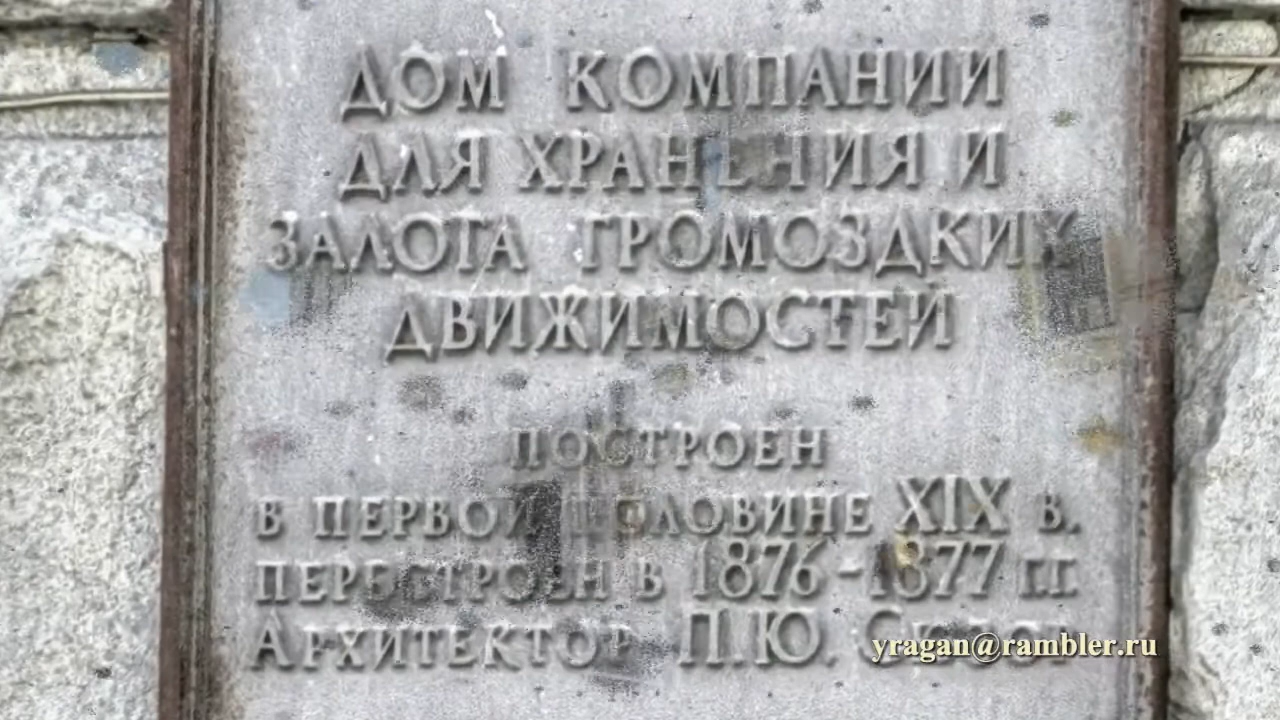 ДОМ КОМПАНИИ
ДЛЯ ХРАНЕНИЯ И
ЗАЛОГА ГРОМОЗДКИХ
ДВИЖИМОСТЕЙ
ПОСТРОЕН
В ПЕРВОЙ ПОЛОВИНЕ XIX В.
ПЕРЕСТРОЕН В 1876-1877 ГГ.
АРХИТЕКТОР П.Ю.
yragan@rambler.ru